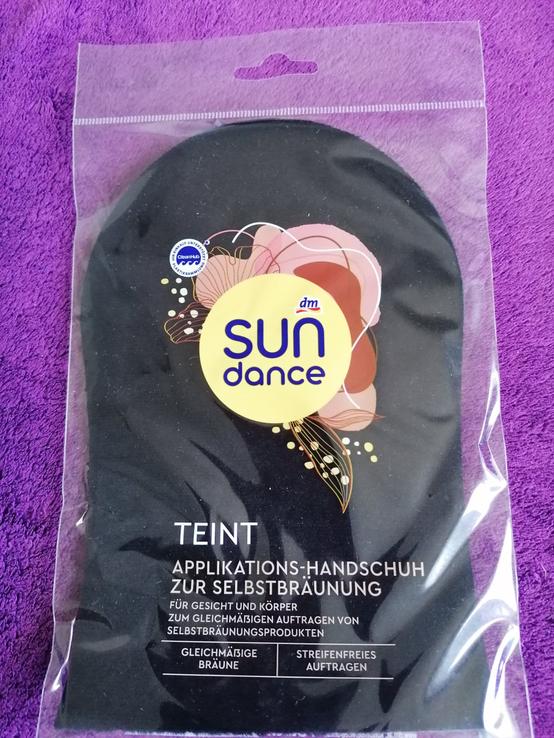 CleanHub
dm
SUN
dance
TEINT
APPLIKATIONS-HANDSCHUH
ZUR SELBSTBRÄUNUNG
FÜR GESICHT UND KÖRPER
ZUM GLEICHMÄẞIGEN AUFTRAGEN VON
SELBSTBRÄUNUNGSPRODUKTEN
GLEICHMÄẞIGE
BRÄUNE
STREIFENFREIES
AUFTRAGEN